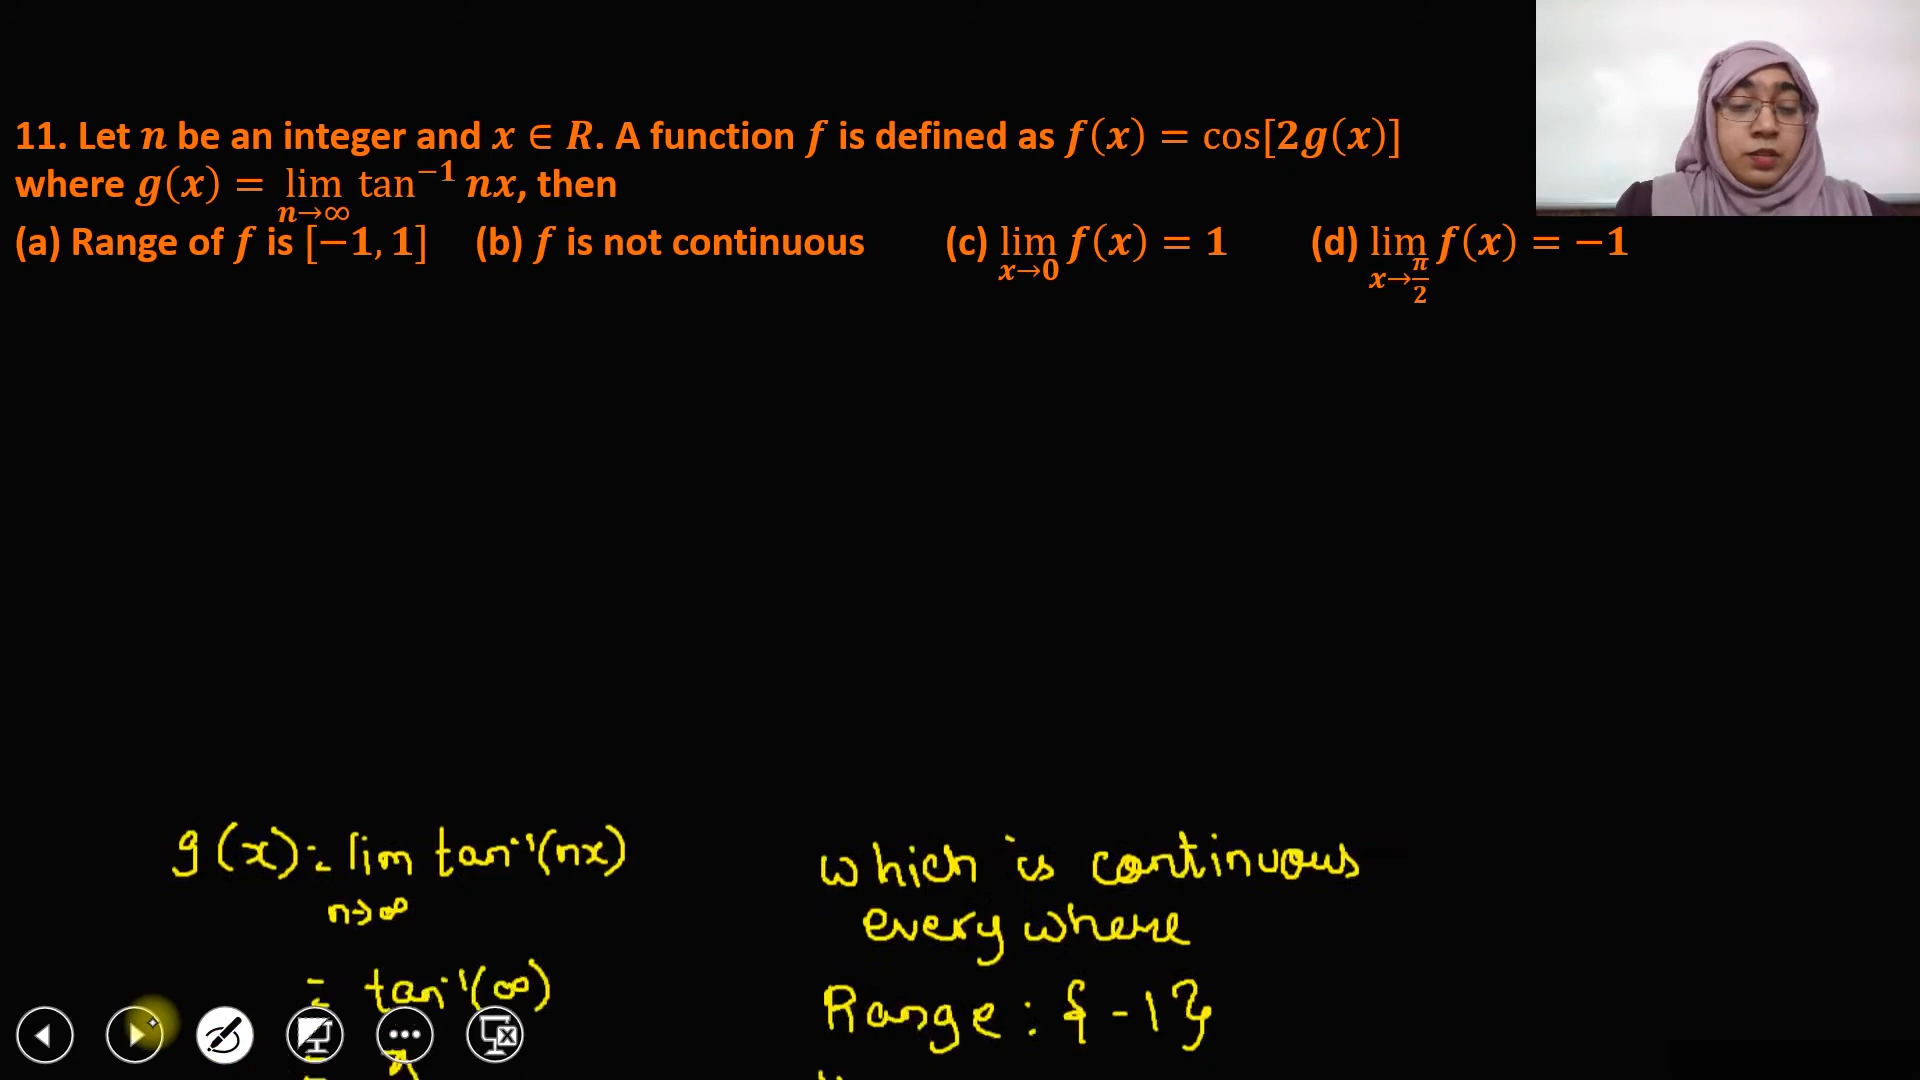 11. Let n be an integer and x ∈ R. A function f is defined as f(x) = cos[2g(x)]
where g(x) = lim n→∞ tan⁻¹ nx, then
(a) Range of f is [−1, 1] (b) f is not continuous (c) lim x→0 f(x) = 1 (d) lim x→π/2 f(x) = −1
g(x) = lim n→∞ tan⁻¹(nx)
= tan⁻¹(∞)
which is continuous
every where
Range : {-1}